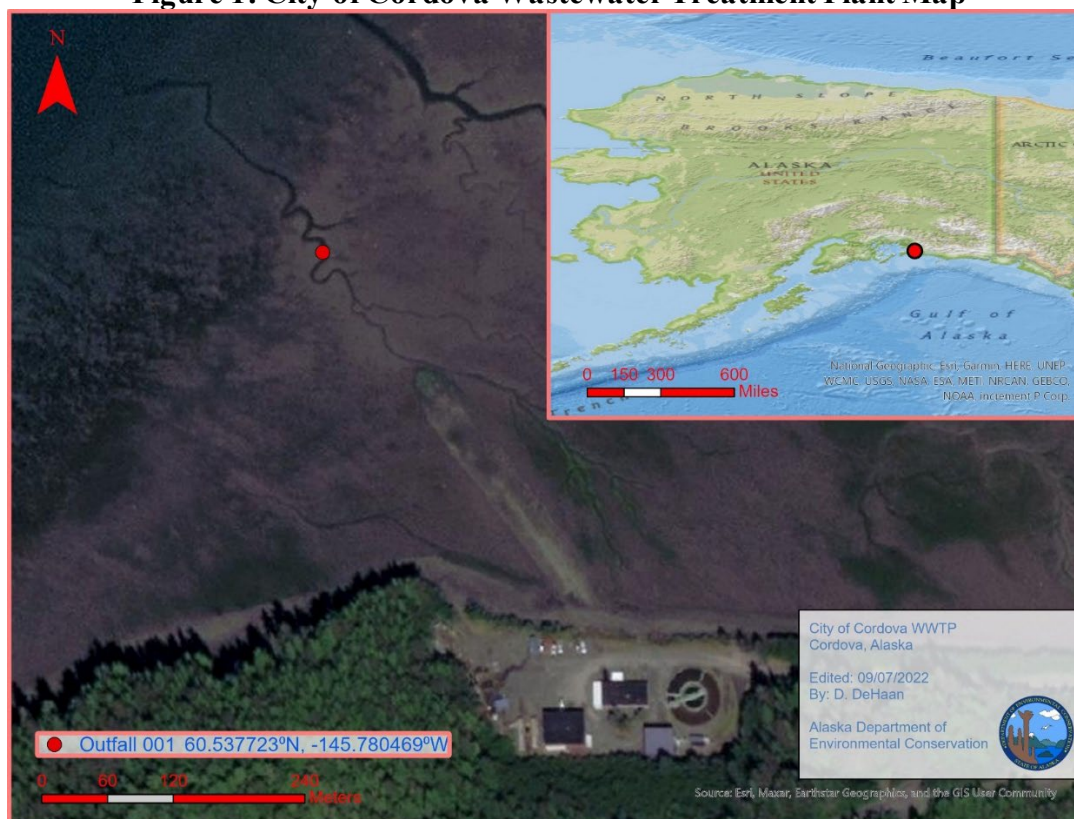 Figure 1: City of Cordova Wastewater Treatment Plant Map
N
Beaufort Se
NORTH SLOPE
BROOKS RANGE
ARCTIC
ALASKA
UNITED
STATES
Gulf of
Alaska
National Geographic, Esri, Garmin, HERE, UNEP-
WCMC, USGS, NASA, ESA, METI, NRCAN, GEBCO,
NOAA, increment P Corp.
0 150 300 600
Miles
City of Cordova WWTP
Cordova, Alaska
Edited: 09/07/2022
By: D. DeHaan
Alaska Department of
Environmental Conservation
Outfall 001 60.537723ºN, -145.780469ºW
0 60 120 240
Meters
Source: Esri, Maxar, Earthstar Geographics, and the GIS User Community